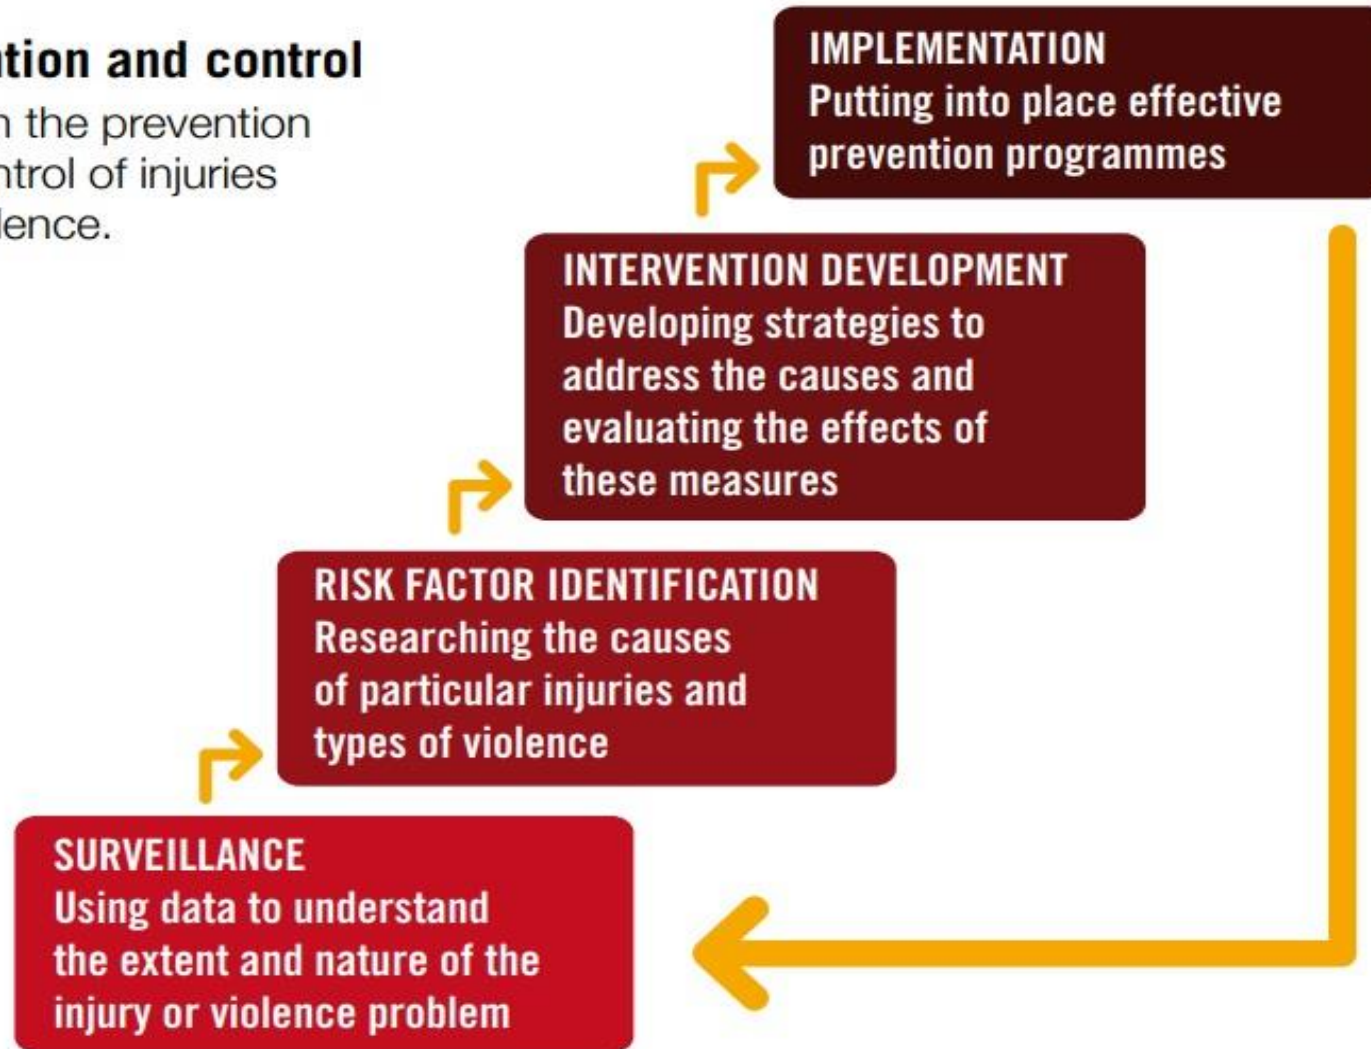 ntion and control
n the prevention
ntrol of injuries
lence.
IMPLEMENTATION
Putting into place effective
prevention programmes
INTERVENTION DEVELOPMENT
Developing strategies to
address the causes and
evaluating the effects of
these measures
RISK FACTOR IDENTIFICATION
Researching the causes
of particular injuries and
types of violence
SURVEILLANCE
Using data to understand
the extent and nature of the
injury or violence problem